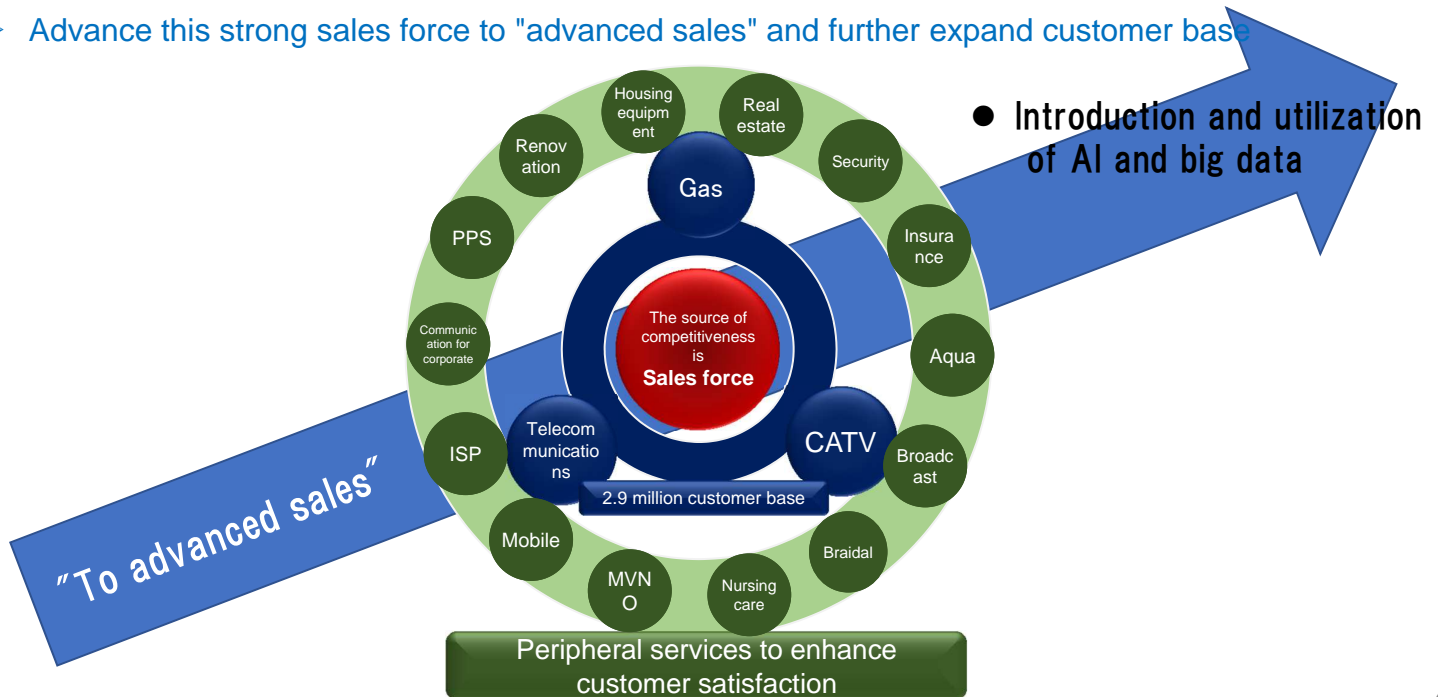 Advance this strong sales force to "advanced sales" and further expand customer base
● Introduction and utilization
of AI and big data
Housing
equipm
ent
Real
estate
Security
Insura
nce
Aqua
Broadc
ast
Braidal
Nursing
care
MVN
O
Mobile
ISP
Communic
ation for
corporate
PPS
Renov
ation
Gas
CATV
Telecom
municatio
ns
The source of
competitiveness
is
Sales force
2.9 million customer base
"To advanced sales"
Peripheral services to enhance
customer satisfaction